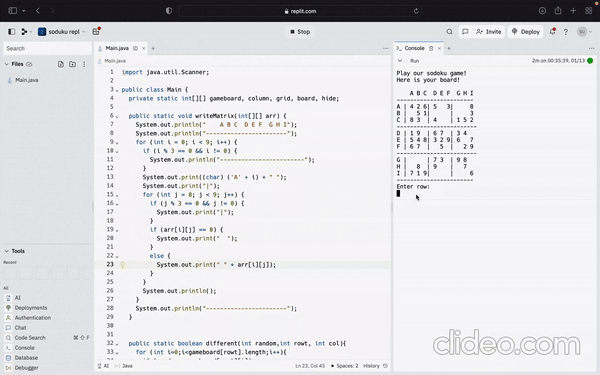 replit.com
soduku repl
Stop
Invite
Deploy
SU
Search
Files
Main.java
Tools
Recent
AI
Deployments
Authentication
Chat
Code Search
Console
Database
Debugger
Main.java
Main.java
1 import java.util.Scanner;
2
3 public class Main {
4 private static int[][] gameboard, column, grid, board, hide;
5
6 public static void writeMatrix(int[][] arr) {
7 System.out.println("    A B C  D E F  G H I");
8 System.out.println("------------------------");
9 for (int i = 0; i < 9; i++) {
10 if (i % 3 == 0 && i != 0) {
11 System.out.println("-------------------------");
12 }
13 System.out.print((char) ('A' + i) + " ");
14 System.out.print("|");
15 for (int j = 0; j < 9; j++) {
16 if (j % 3 == 0 && j != 0) {
17 System.out.print("|");
18 }
19 if (arr[i][j] == 0) {
20 System.out.print("  ");
21 }
22 else {
23 System.out.print(" " + arr[i][j]);
24 }
25 }
26 System.out.println();
27 }
28 System.out.println("------------------------");
29 }
30
31
32 public static boolean different(int random,int rowt, int col){
33 for (int i=0;i<gameboard[rowt].length;i++){
AI
Java
Ln 23, Col 45
Spaces: 2
History
Console
Run
2m on 00:35:39, 01/13
Play our sodoku game!
Here is your board!
A B C D E F G H I
------------------------
A | 4 2 6| 5   3|     8
B |   5 1|      |     3
C | 8   3| 4    | 1 5 2
------------------------
D | 1 9  | 6 7  | 3 4
E | 5 4 8| 3 2 9| 6   7
F | 6 7  | 5    |   2 9
------------------------
G |      |   7 3| 9 8
H |   8  | 9    |   7
I | 7 1 9|      |     6
------------------------
Enter row:
clideo.com